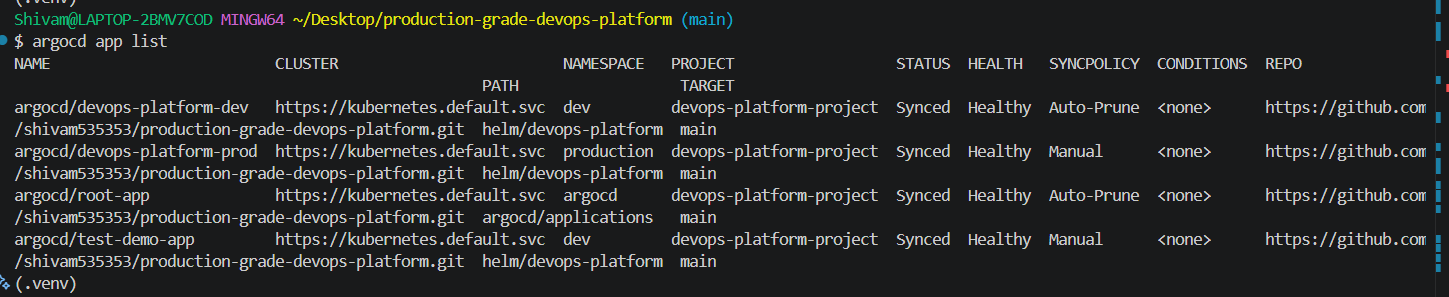 (.venv)
Shivam@LAPTOP-2BMV7COD MINGW64 ~/Desktop/production-grade-devops-platform (main)
$ argocd app list
NAME CLUSTER NAMESPACE PROJECT STATUS HEALTH SYNCPOLICY CONDITIONS REPO
PATH TARGET
argocd/devops-platform-dev https://kubernetes.default.svc dev devops-platform-project Synced Healthy Auto-Prune <none> https://github.com
/shivam535353/production-grade-devops-platform.git helm/devops-platform main
argocd/devops-platform-prod https://kubernetes.default.svc production devops-platform-project Synced Healthy Manual <none> https://github.com
/shivam535353/production-grade-devops-platform.git helm/devops-platform main
argocd/root-app https://kubernetes.default.svc argocd devops-platform-project Synced Healthy Auto-Prune <none> https://github.com
/shivam535353/production-grade-devops-platform.git argocd/applications main
argocd/test-demo-app https://kubernetes.default.svc dev devops-platform-project Synced Healthy Manual <none> https://github.com
/shivam535353/production-grade-devops-platform.git helm/devops-platform main
(.venv)